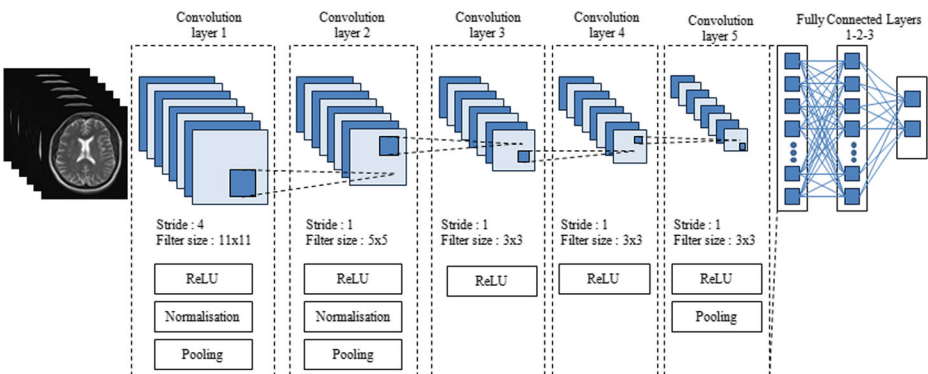 Convolution
layer 1
Convolution
layer 2
Convolution
layer 3
Convolution
layer 4
Convolution
layer 5
Fully Connected Layers
1-2-3
Stride : 4
Filter size : 11x11
Stride : 1
Filter size : 5x5
Stride : 1
Filter size : 3x3
Stride : 1
Filter size : 3x3
Stride : 1
Filter size : 3x3
ReLU
ReLU
ReLU
ReLU
ReLU
Normalisation
Normalisation
Pooling
Pooling
Pooling